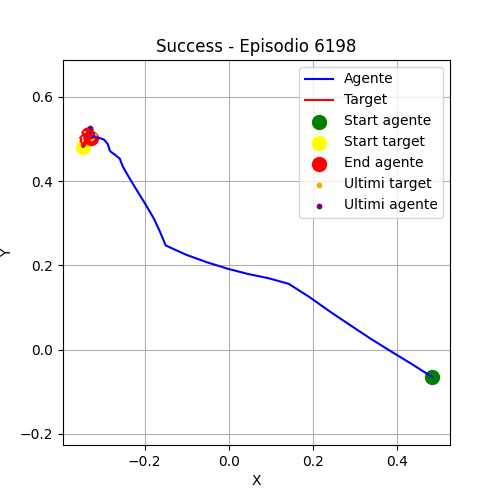 Success - Episodio 6198
Agente
Target
Start agente
Start target
End agente
Ultimi target
Ultimi agente
0.6
0.4
0.2
0.0
−0.2
Y
−0.2
0.0
0.2
0.4
X